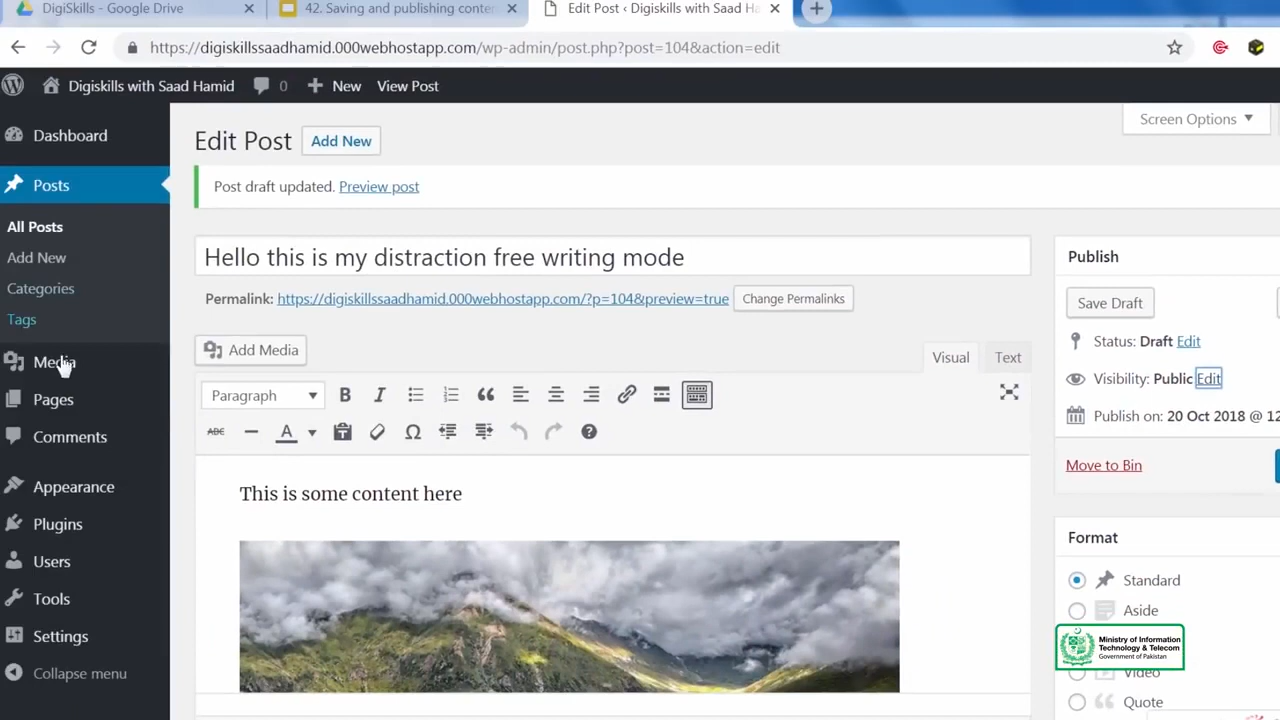 DigiSkills - Google Drive
42. Saving and publishing conten
Edit Post ‹ Digiskills with Saad Ha
https://digiskillssaadhamid.000webhostapp.com/wp-admin/post.php?post=104&action=edit
Digiskills with Saad Hamid 0 New View Post
Screen Options
Dashboard
Posts
All Posts
Add New
Categories
Tags
Media
Pages
Comments
Appearance
Plugins
Users
Tools
Settings
Collapse menu
Edit Post Add New
Post draft updated. Preview post
Hello this is my distraction free writing mode
Permalink: https://digiskillssaadhamid.000webhostapp.com/?p=104&preview=true Change Permalinks
Add Media
Visual Text
Paragraph
B I
ABC A
This is some content here
Publish
Save Draft
Status: Draft Edit
Visibility: Public Edit
Publish on: 20 Oct 2018 @ 12
Move to Bin
Format
Standard
Aside
Ministry of Information
Technology & Telecom
Government of Pakistan
Video
Quote